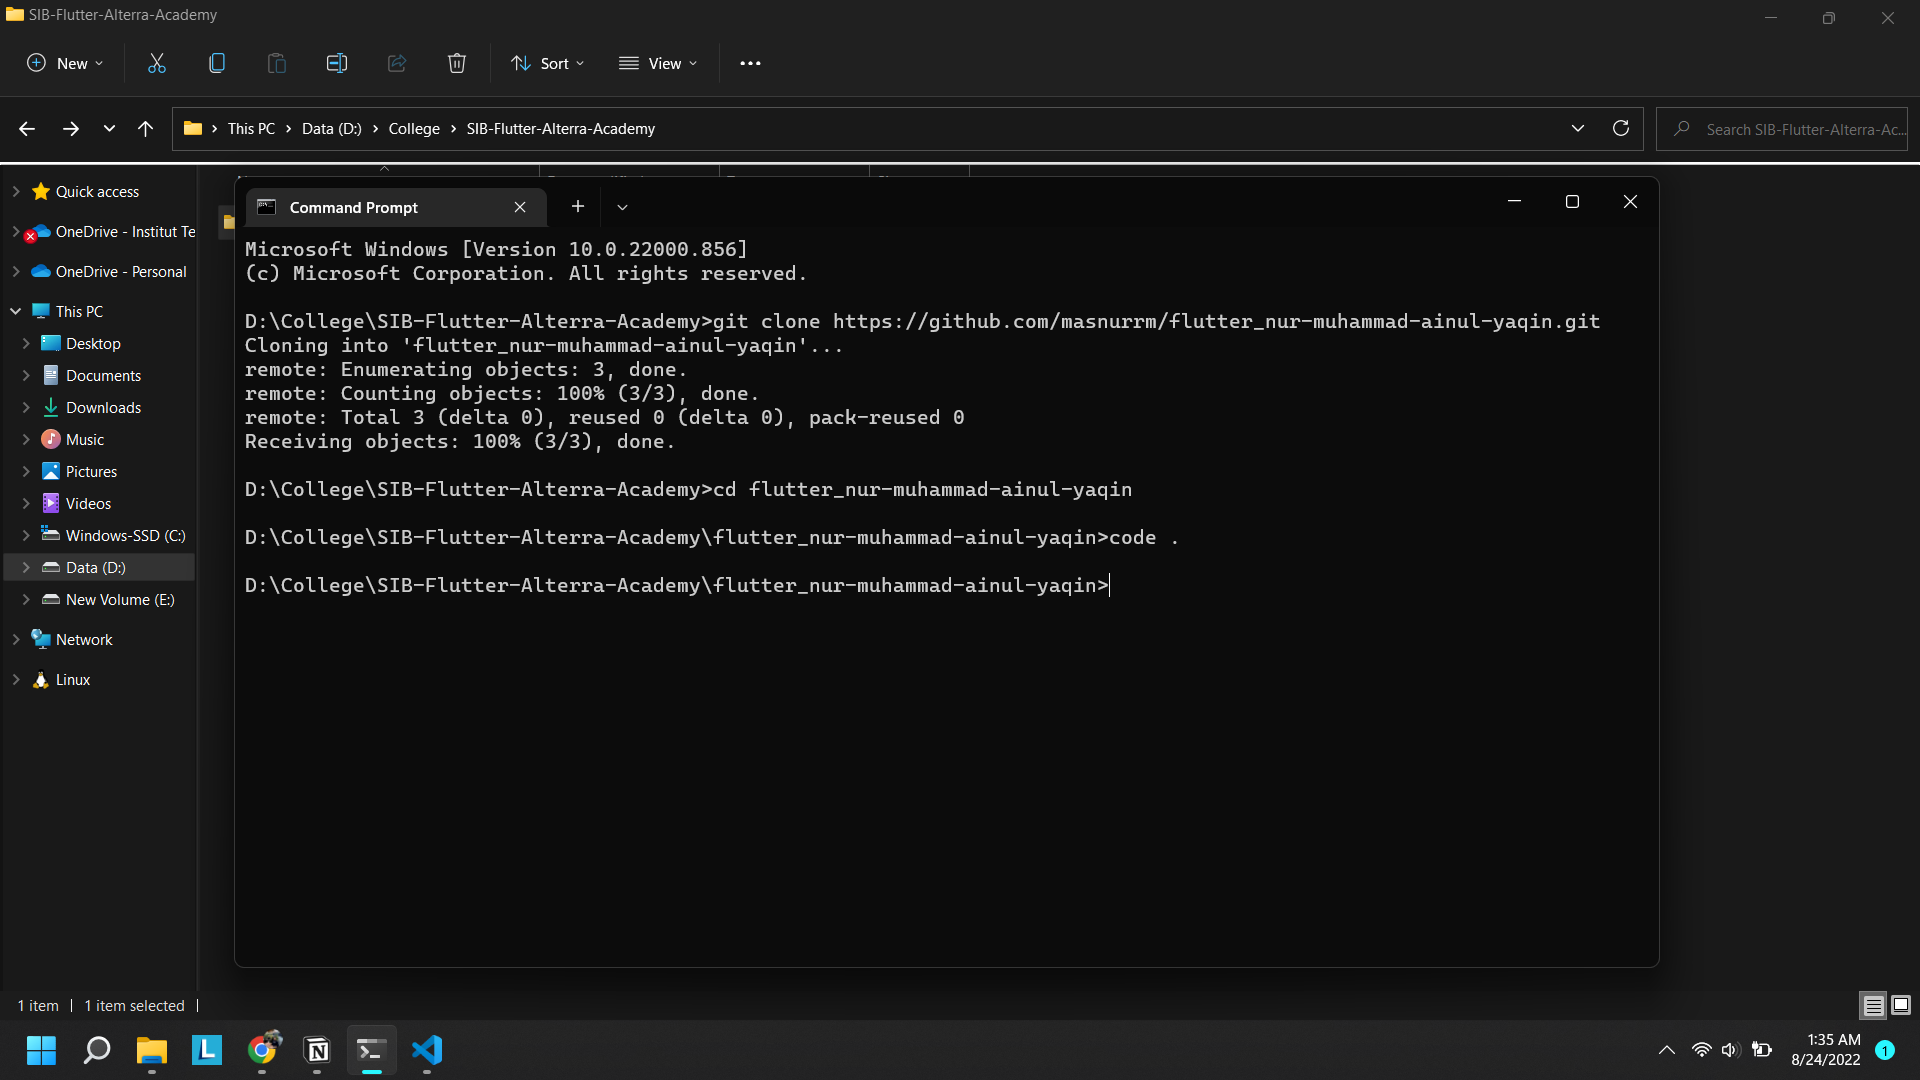 SIB-Flutter-Alterra-Academy
New
Sort
View
This PC > Data (D:) > College > SIB-Flutter-Alterra-Academy
Search SIB-Flutter-Alterra-Ac...
Quick access
OneDrive - Institut Te
OneDrive - Personal
This PC
Desktop
Documents
Downloads
Music
Pictures
Videos
Windows-SSD (C:)
Data (D:)
New Volume (E:)
Network
Linux
Command Prompt
Microsoft Windows [Version 10.0.22000.856]
(c) Microsoft Corporation. All rights reserved.
D:\College\SIB-Flutter-Alterra-Academy>git clone https://github.com/masnurrm/flutter_nur-muhammad-ainul-yaqin.git
Cloning into 'flutter_nur-muhammad-ainul-yaqin'...
remote: Enumerating objects: 3, done.
remote: Counting objects: 100% (3/3), done.
remote: Total 3 (delta 0), reused 0 (delta 0), pack-reused 0
Receiving objects: 100% (3/3), done.
D:\College\SIB-Flutter-Alterra-Academy>cd flutter_nur-muhammad-ainul-yaqin
D:\College\SIB-Flutter-Alterra-Academy\flutter_nur-muhammad-ainul-yaqin>code .
D:\College\SIB-Flutter-Alterra-Academy\flutter_nur-muhammad-ainul-yaqin>
1 item
1 item selected
1:35 AM
8/24/2022
1